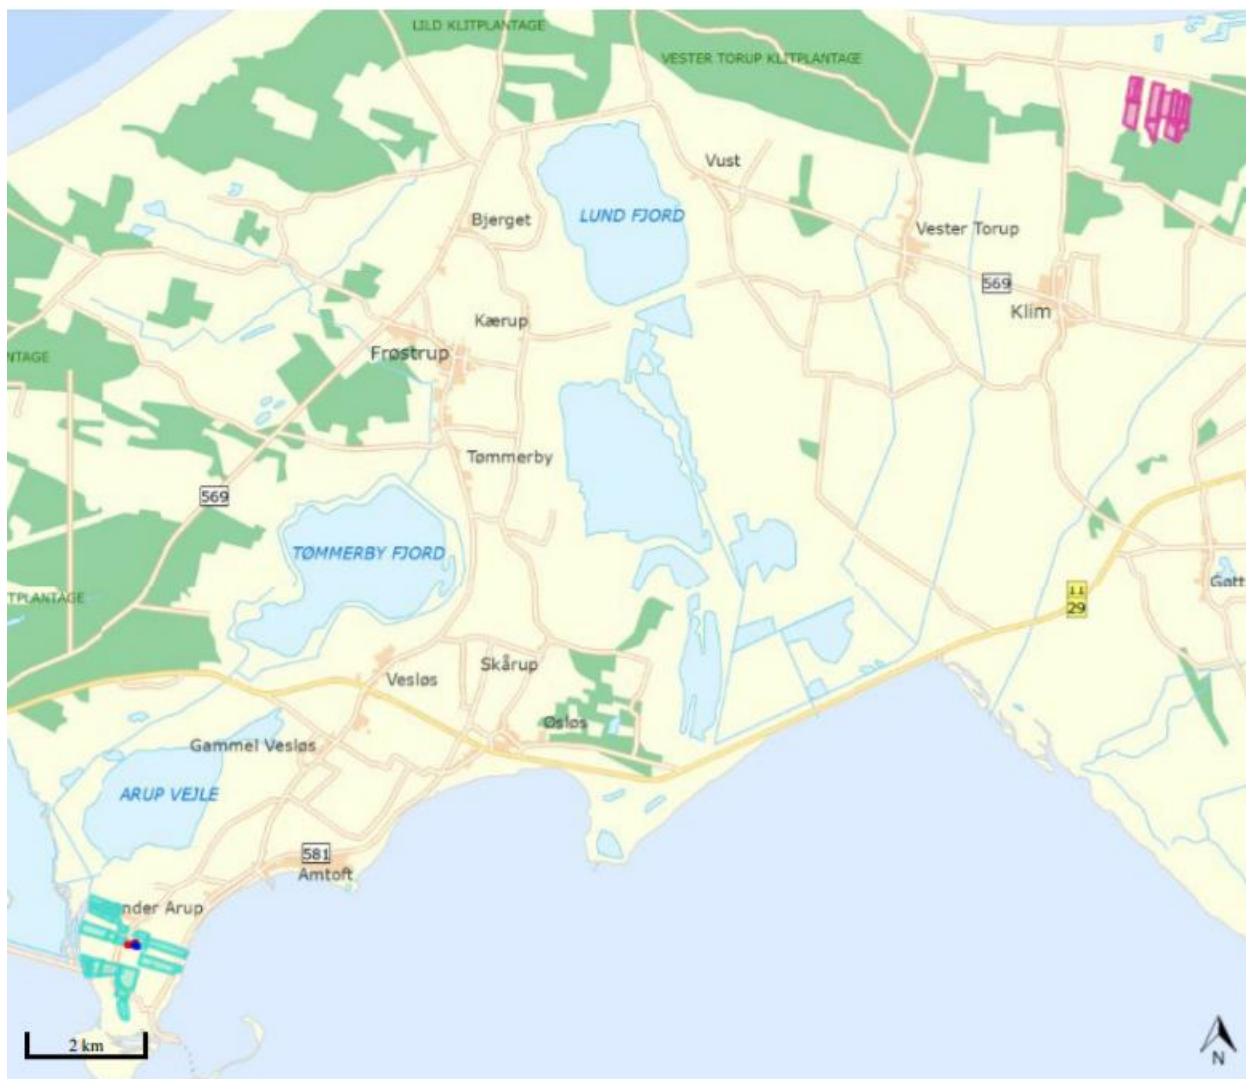 LILD KLITPLANTAGE
VESTER TORUP KLITPLANTAGE
Vust
LUND FJORD
Bjerget
Vester Torup
569
Klim
Kærup
Frøstrup
NTAGE
Tømmerby
569
TØMMERBY FJORD
Gøtt
11
29
TPLANTAGE
Skårup
Vesløs
Øsløs
Gammel Vesløs
ARUP VEJLE
581
Amtoft
nder Arup
2 km
N